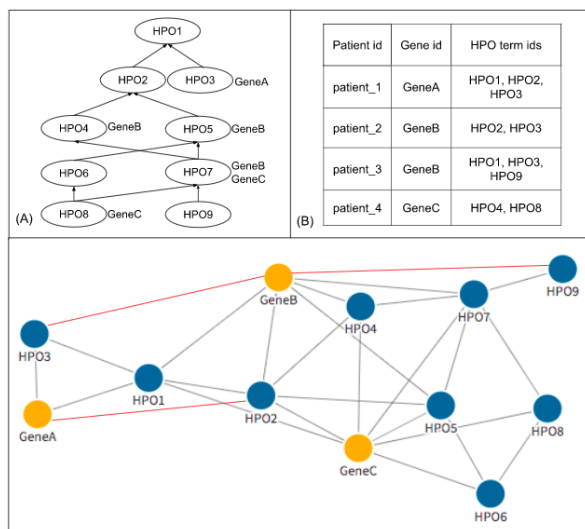 HPO1
HPO2
HPO3
GeneA
HPO4
GeneB
HPO5
GeneB
HPO6
HPO7
GeneB
GeneC
HPO8
GeneC
HPO9
(A)
(B)
Patient id Gene id HPO term ids
patient_1 GeneA HPO1, HPO2,
HPO3
patient_2 GeneB HPO2, HPO3
patient_3 GeneB HPO1, HPO3,
HPO9
patient_4 GeneC HPO4, HPO8
GeneB
HPO9
HPO4
HPO7
HPO3
HPO1
HPO2
GeneA
HPO5
HPO8
GeneC
HPO6